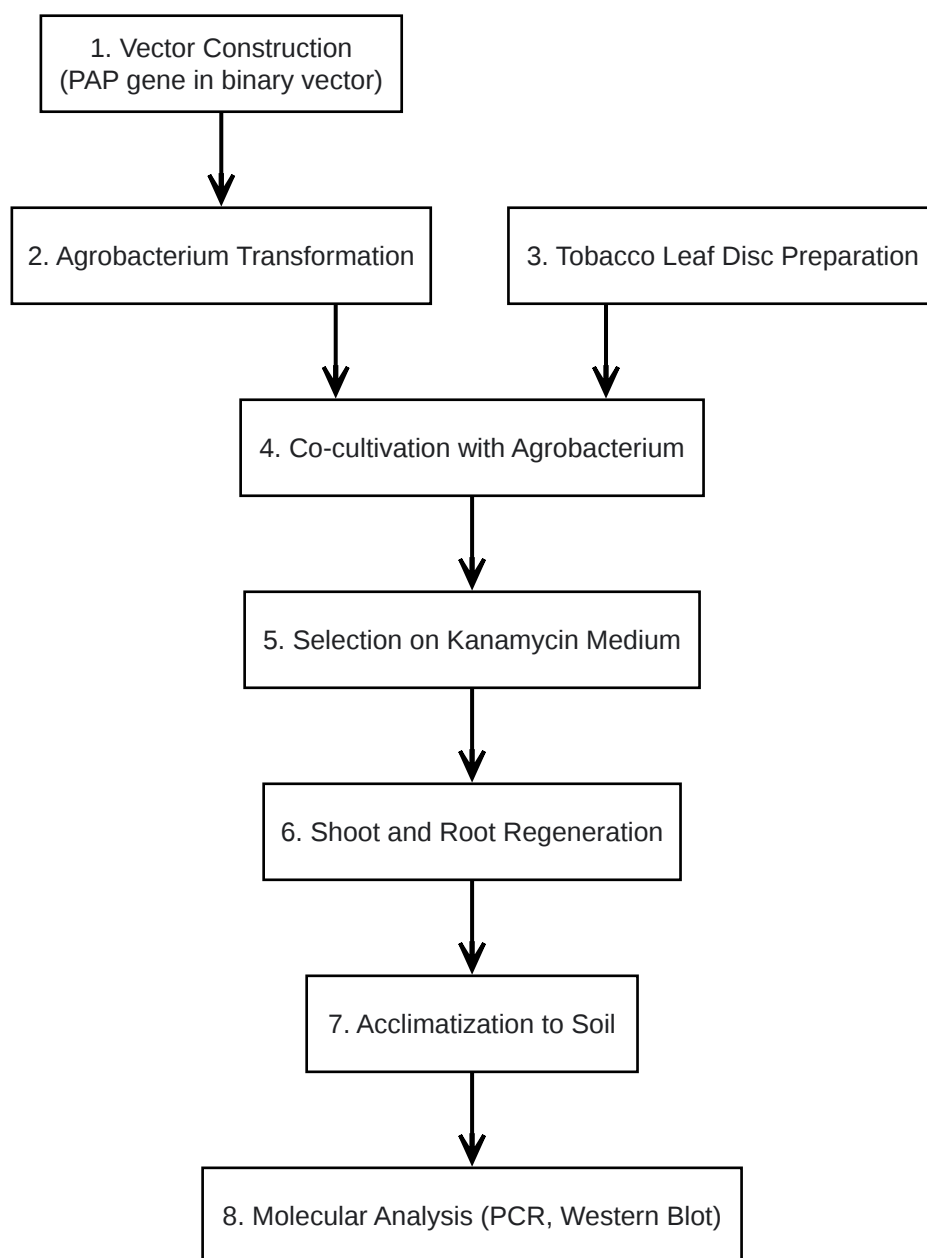 1. Vector Construction
(PAP gene in binary vector)
2. Agrobacterium Transformation
3. Tobacco Leaf Disc Preparation
4. Co-cultivation with Agrobacterium
5. Selection on Kanamycin Medium
6. Shoot and Root Regeneration
7. Acclimatization to Soil
8. Molecular Analysis (PCR, Western Blot)